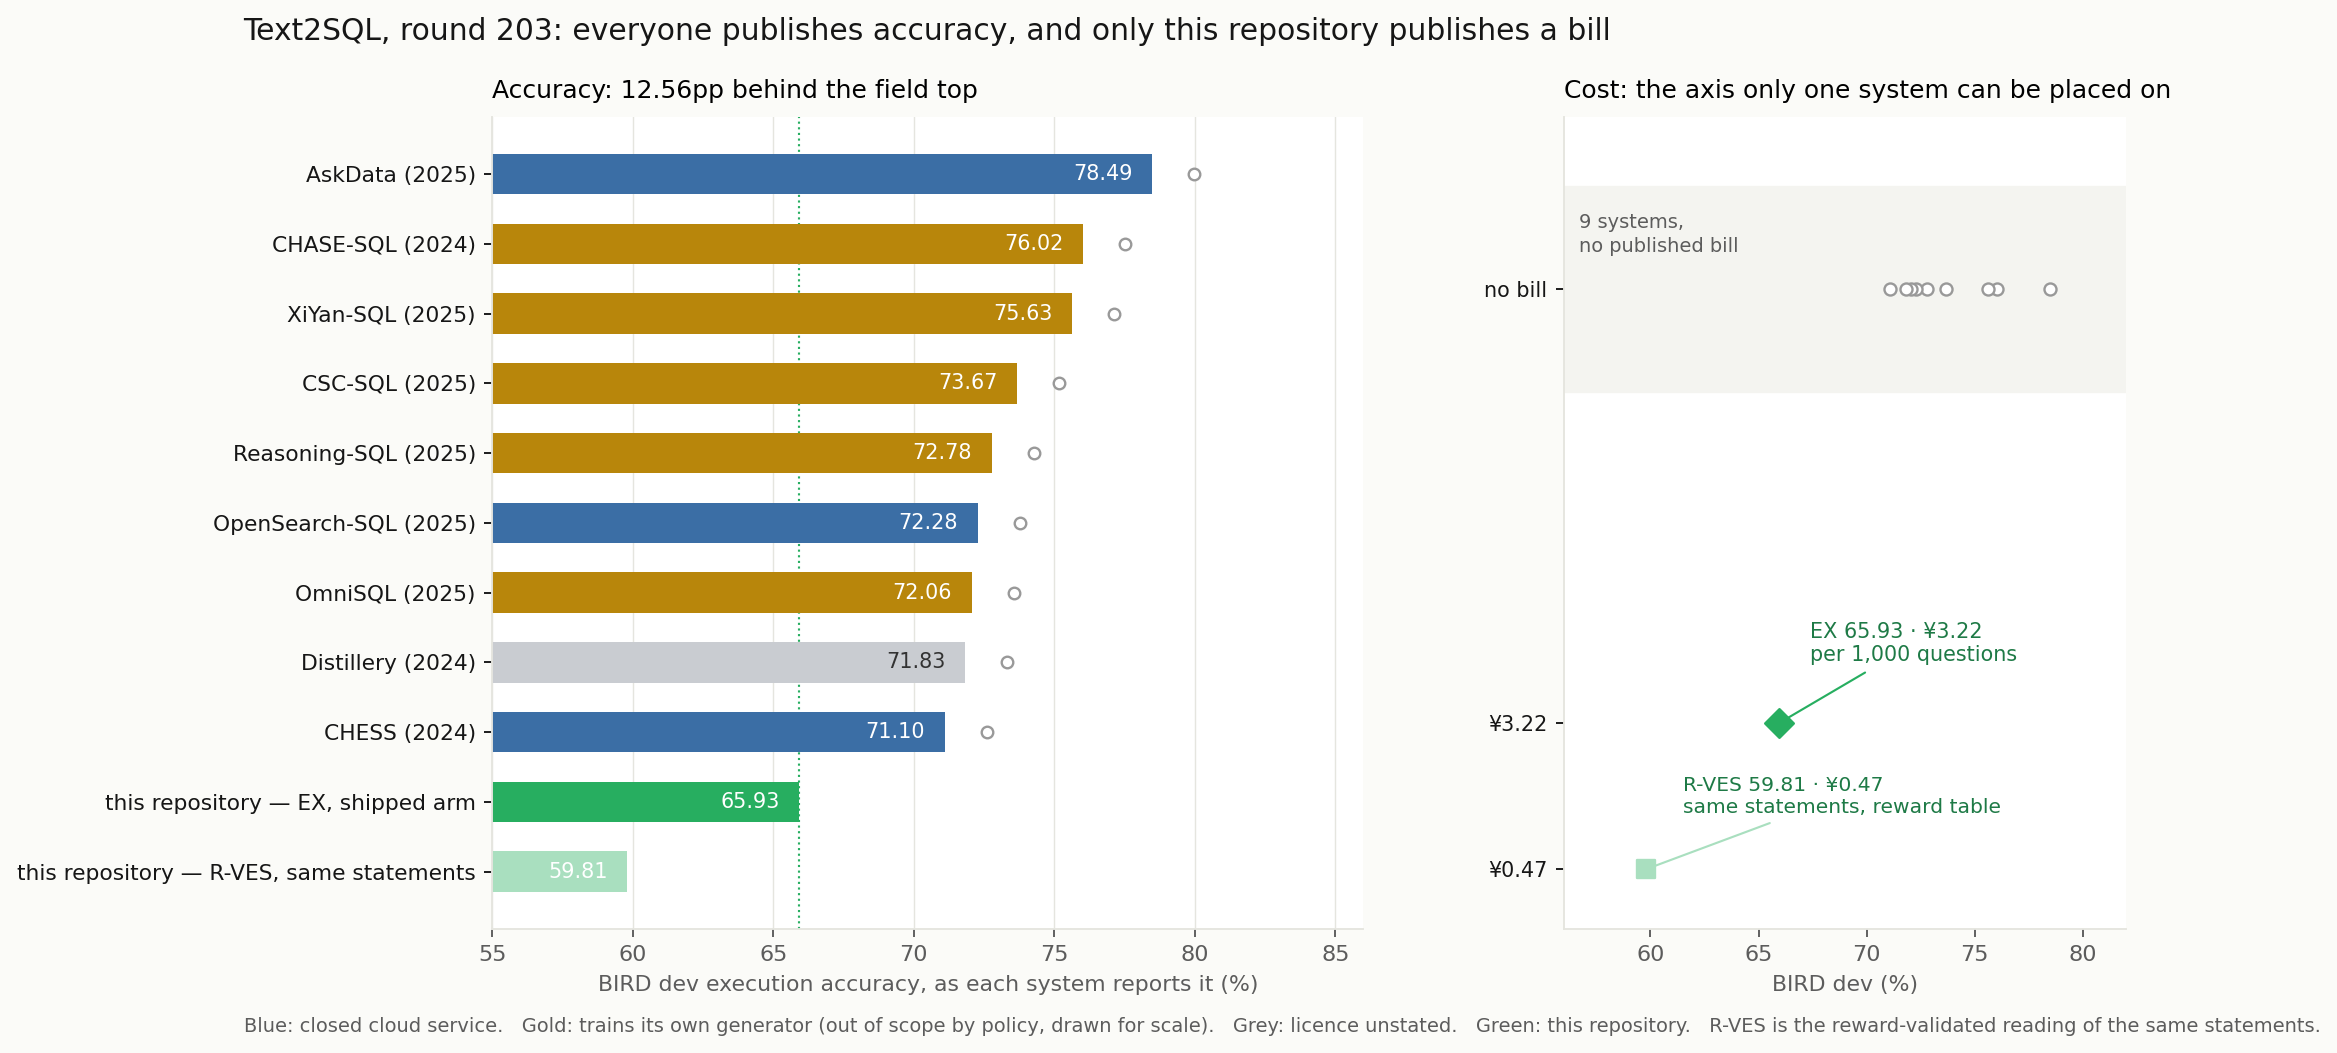 Text2SQL, round 203: everyone publishes accuracy, and only this repository publishes a bill
Accuracy: 12.56pp behind the field top
AskData (2025)
78.49
CHASE-SQL (2024)
76.02
XiYan-SQL (2025)
75.63
CSC-SQL (2025)
73.67
Reasoning-SQL (2025)
72.78
OpenSearch-SQL (2025)
72.28
OmniSQL (2025)
72.06
Distillery (2024)
71.83
CHESS (2024)
71.10
this repository — EX, shipped arm
65.93
this repository — R-VES, same statements
59.81
55 60 65 70 75 80 85
BIRD dev execution accuracy, as each system reports it (%)
Cost: the axis only one system can be placed on
9 systems,
no published bill
no bill
EX 65.93 · ¥3.22
per 1,000 questions
¥3.22
R-VES 59.81 · ¥0.47
same statements, reward table
¥0.47
60 65 70 75 80
BIRD dev (%)
Blue: closed cloud service. Gold: trains its own generator (out of scope by policy, drawn for scale). Grey: licence unstated. Green: this repository. R-VES is the reward-validated reading of the same statements.